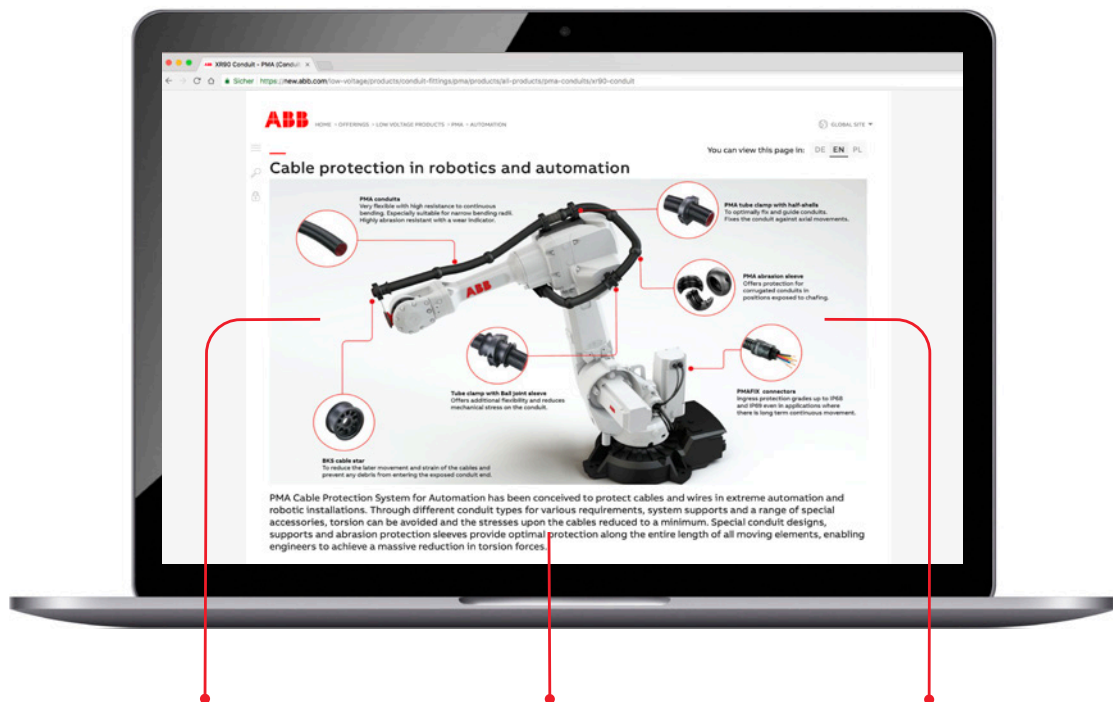 XR90 Conduit - PMA (Conduit
Sicher https://new.abb.com/low-voltage/products/conduit-fittings/pma/products/all-products/pma-conduits/xr90-conduit
ABB
HOME OFFERINGS LOW VOLTAGE PRODUCTS PMA AUTOMATION
GLOBAL SITE
You can view this page in: DE EN PL
Cable protection in robotics and automation
PMA conduits
Very flexible with high resistance to continuous
bending. Especially suitable for narrow bending radii.
Highly abrasion resistant with a wear indicator.
PMA tube clamp with half-shells
To optimally fix and guide conduits.
Fixes the conduit against axial movements.
PMA abrasion sleeve
Offers protection for
corrugated conduits in
positions exposed to chafing.
ABB
Tube clamp with Ball joint sleeve
Offers additional flexibility and reduces
mechanical stress on the conduit.
PMAFIX connectors
Ingress protection grades up to IP68
and IP69 even in applications where
there is long term continuous movement.
BKS cable star
To reduce the later movement and strain of the cables and
prevent any debris from entering the exposed conduit end.
PMA Cable Protection System for Automation has been conceived to protect cables and wires in extreme automation and
robotic installations. Through different conduit types for various requirements, system supports and a range of special
accessories, torsion can be avoided and the stresses upon the cables reduced to a minimum. Special conduit designs,
supports and abrasion protection sleeves provide optimal protection along the entire length of all moving elements, enabling
engineers to achieve a massive reduction in torsion forces.